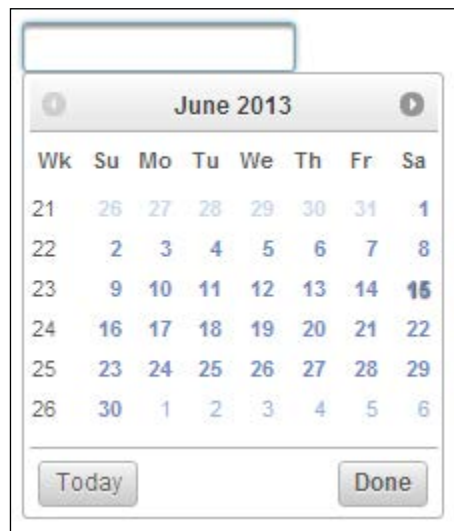 June 2013
Wk Su Mo Tu We Th Fr Sa
21 26 27 28 29 30 31 1
22 2 3 4 5 6 7 8
23 9 10 11 12 13 14 15
24 16 17 18 19 20 21 22
25 23 24 25 26 27 28 29
26 30 1 2 3 4 5 6
Today Done